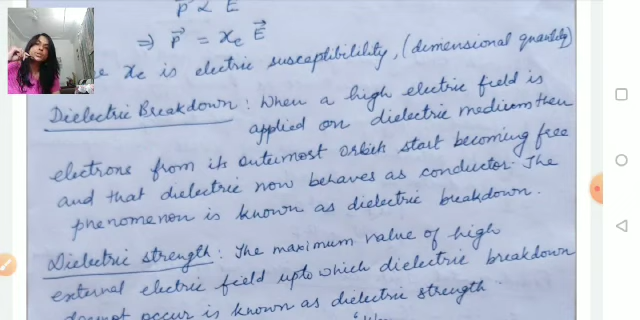 P ∝ E
⇒ P⃗ = χe E⃗
χe is electric susceptibility, (dimensional quantity)
Dielectric Breakdown : When a high electric field is
applied on dielectric medium then
electrons from its outermost orbit start becoming free
and that dielectric now behaves as conductor. The
phenomenon is known as dielectric breakdown.
Dielectric strength : The maximum value of high
external electric field upto which dielectric breakdown
doesnot occur is known as dielectric strength.